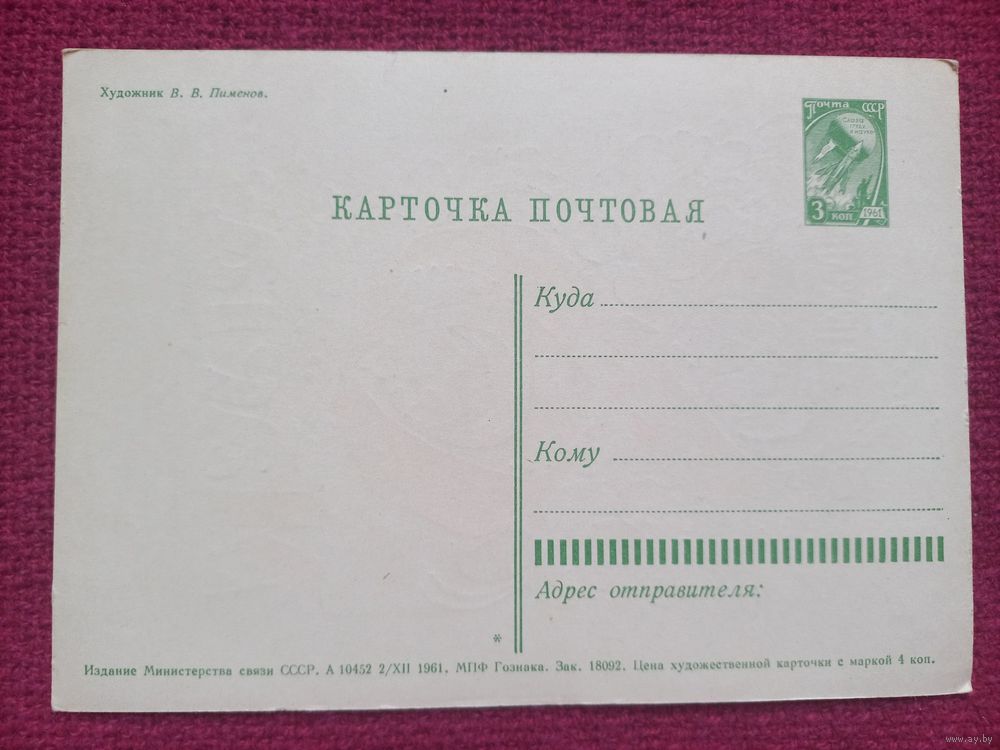 Художник В. В. Пименов.
Почта СССР
Слава
труду
и науке
3 коп 1961
КАРТОЧКА ПОЧТОВАЯ
Куда
Кому
Адрес отправителя:
*
Издание Министерства связи СССР. А 10452 2/XII 1961. МПФ Гознака. Зак. 18092. Цена художественной карточки с маркой 4 коп.
www.ay.by